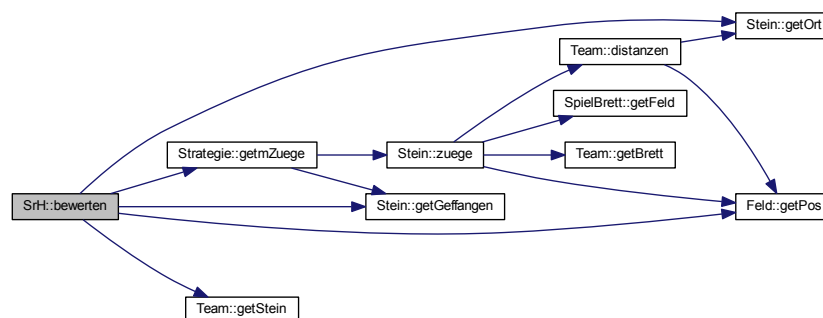 Stein::getOrt
Team::distanzen
SpielBrett::getFeld
Strategie::getmZuege
Stein::zuege
Team::getBrett
SrH::bewerten
Stein::getGeffangen
Feld::getPos
Team::getStein